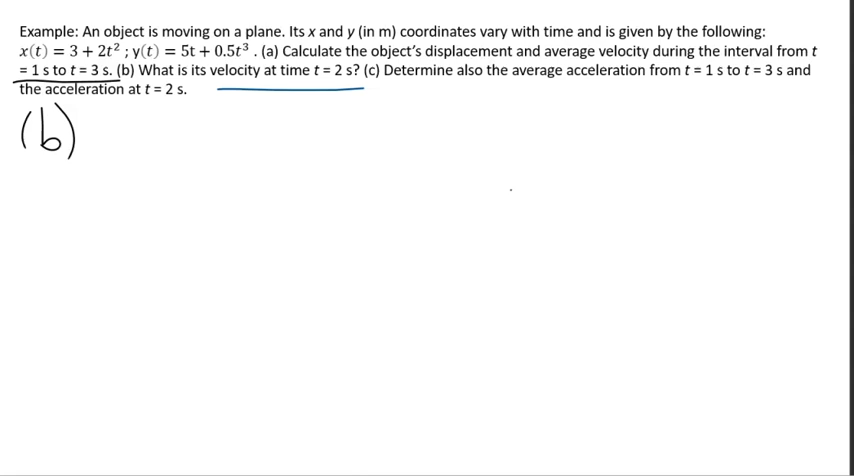 Example: An object is moving on a plane. Its x and y (in m) coordinates vary with time and is given by the following:
x(t) = 3 + 2t² ; y(t) = 5t + 0.5t³ . (a) Calculate the object's displacement and average velocity during the interval from t
= 1 s to t = 3 s. (b) What is its velocity at time t = 2 s? (c) Determine also the average acceleration from t = 1 s to t = 3 s and
the acceleration at t = 2 s.
(b)